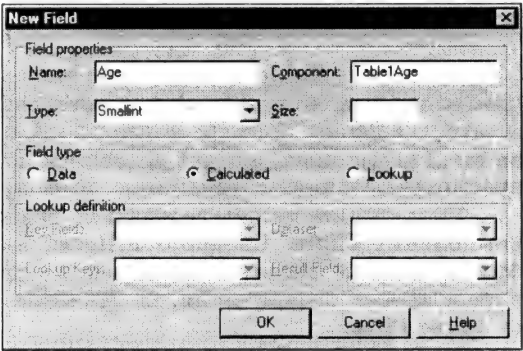 New Field
Field properties
Name: Age Component: Table1Age
Type: Smallint Size:
Field type
Data Calculated Lookup
Lookup definition
Key Fields: Dataset:
Lookup Keys: Result Field:
OK Cancel Help